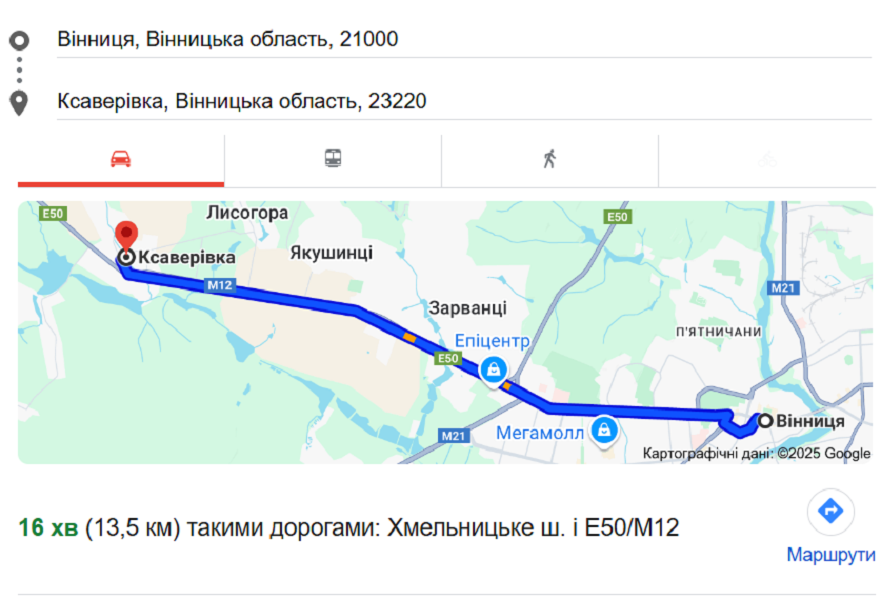 Вінниця, Вінницька область, 21000
Ксаверівка, Вінницька область, 23220
E50
Лисогора
E50
Ксаверівка
Якушинці
M12
M21
Зарванці
П'ЯТНИЧАНИ
Епіцентр
E50
Вінниця
M21
Мегамолл
Картографічні дані: ©2025 Google
16 хв (13,5 км) такими дорогами: Хмельницьке ш. і E50/M12
Маршрути